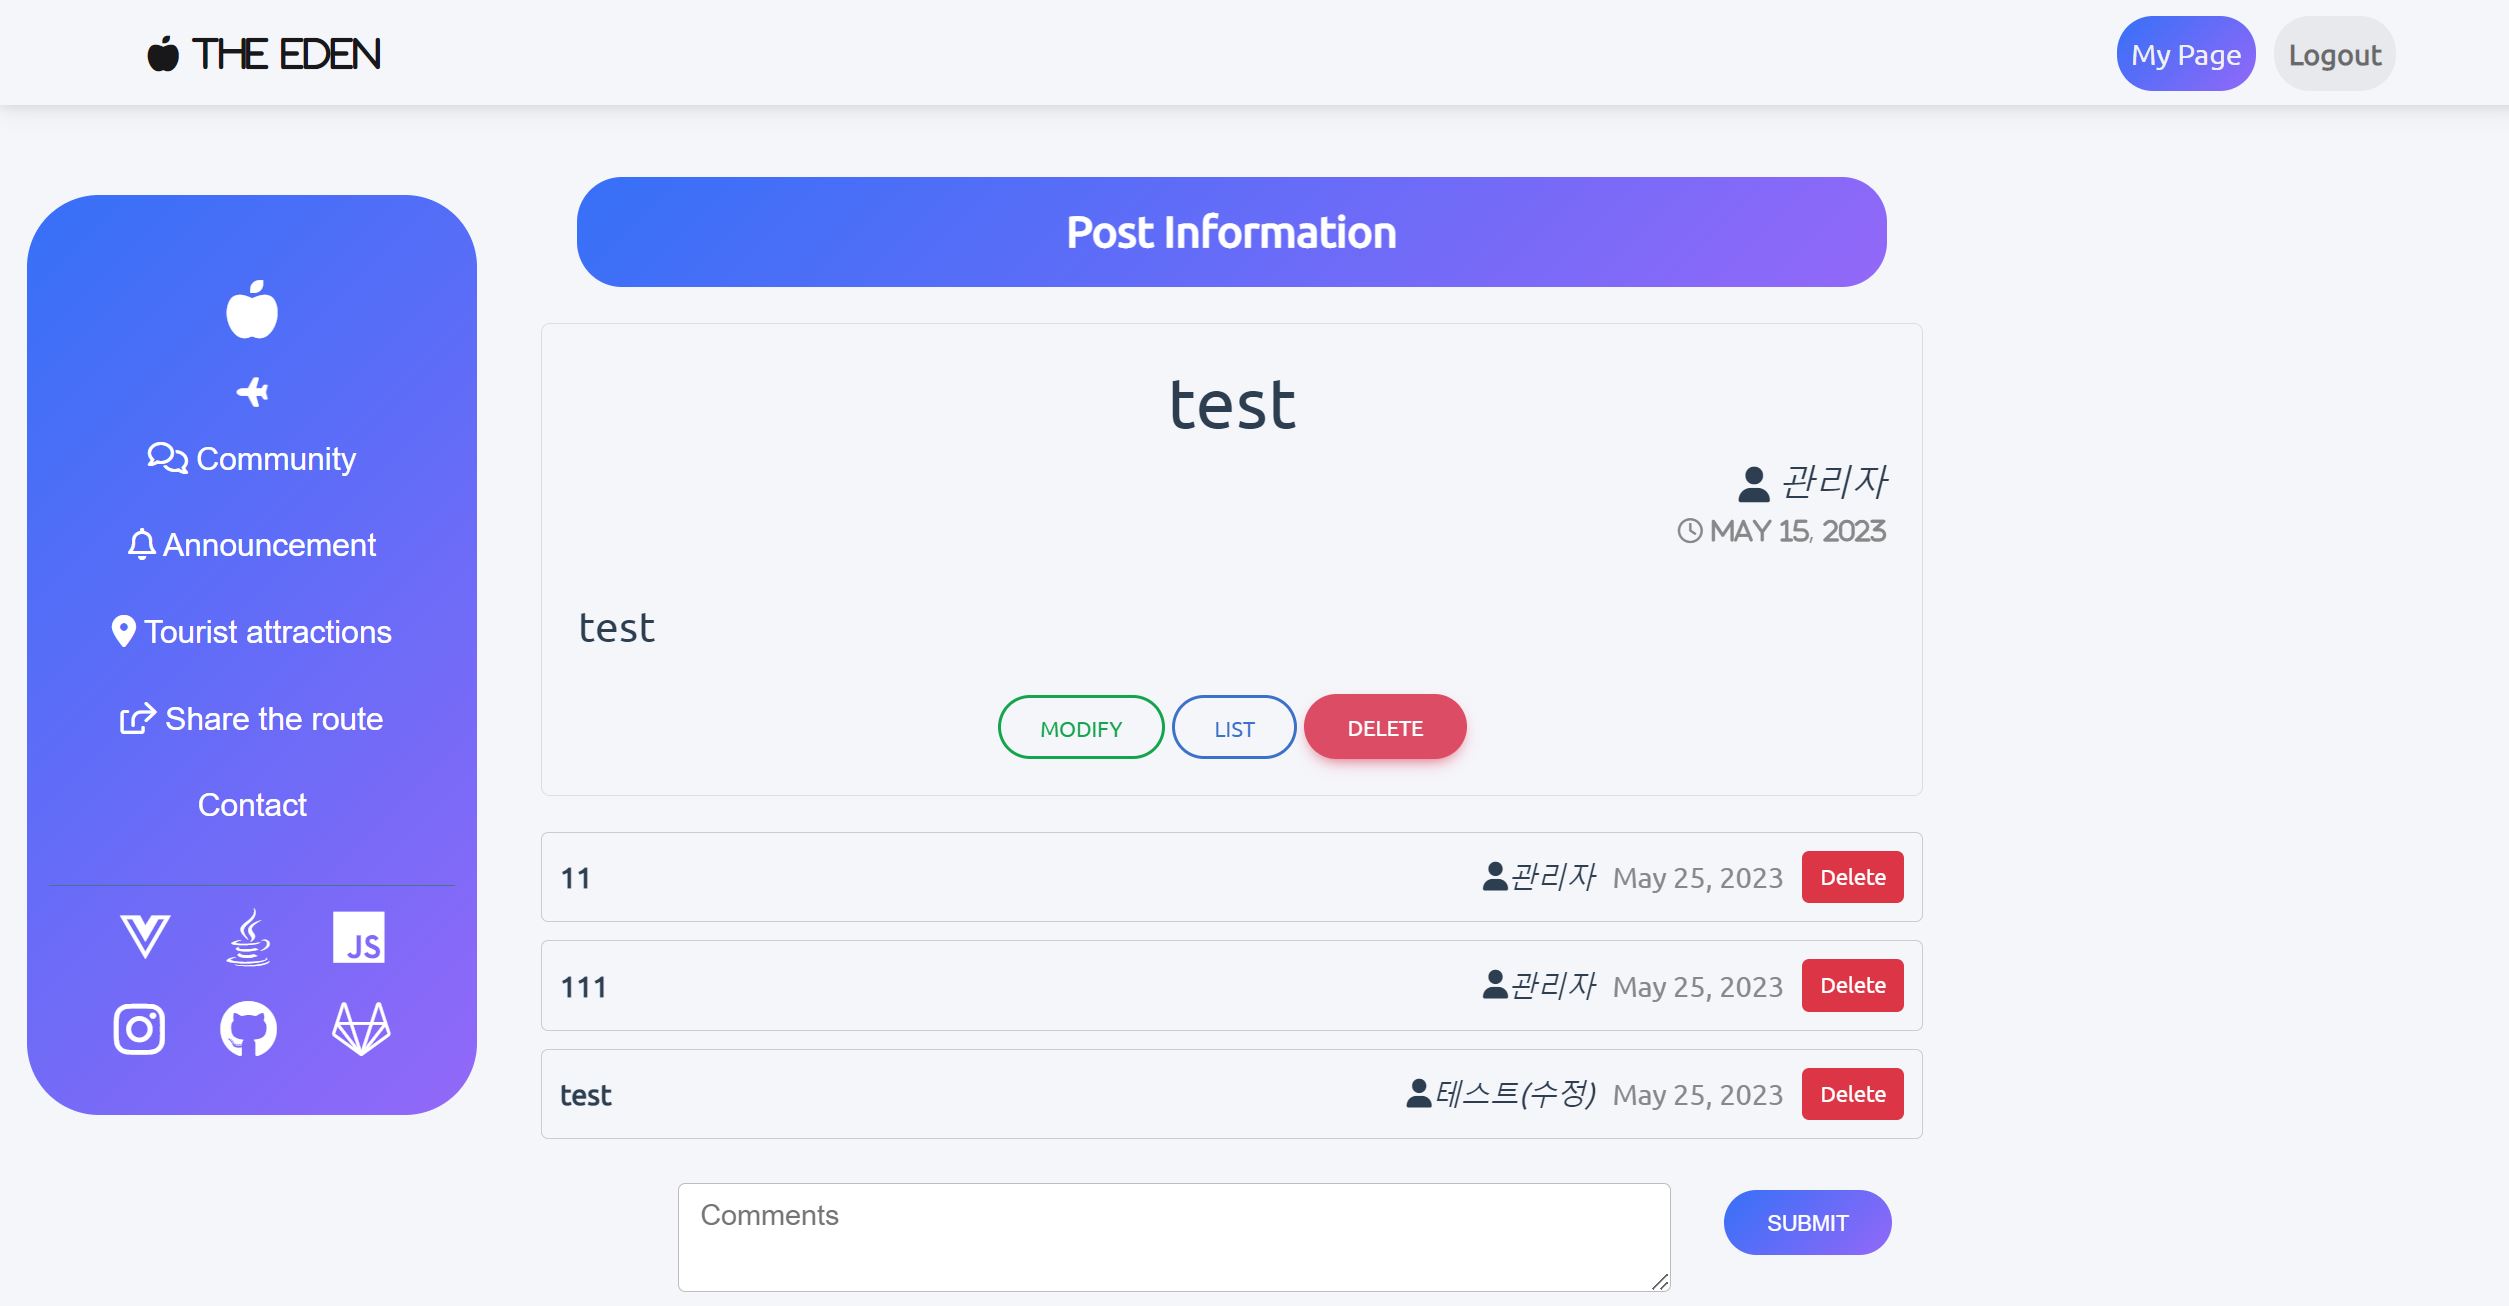 THE EDEN
My Page
Logout
Post Information
Community
Announcement
Tourist attractions
Share the route
Contact
JS
test
관리자
MAY 15, 2023
test
MODIFY
LIST
DELETE
11 관리자 May 25, 2023 Delete
111 관리자 May 25, 2023 Delete
test 테스트(수정) May 25, 2023 Delete
Comments
SUBMIT